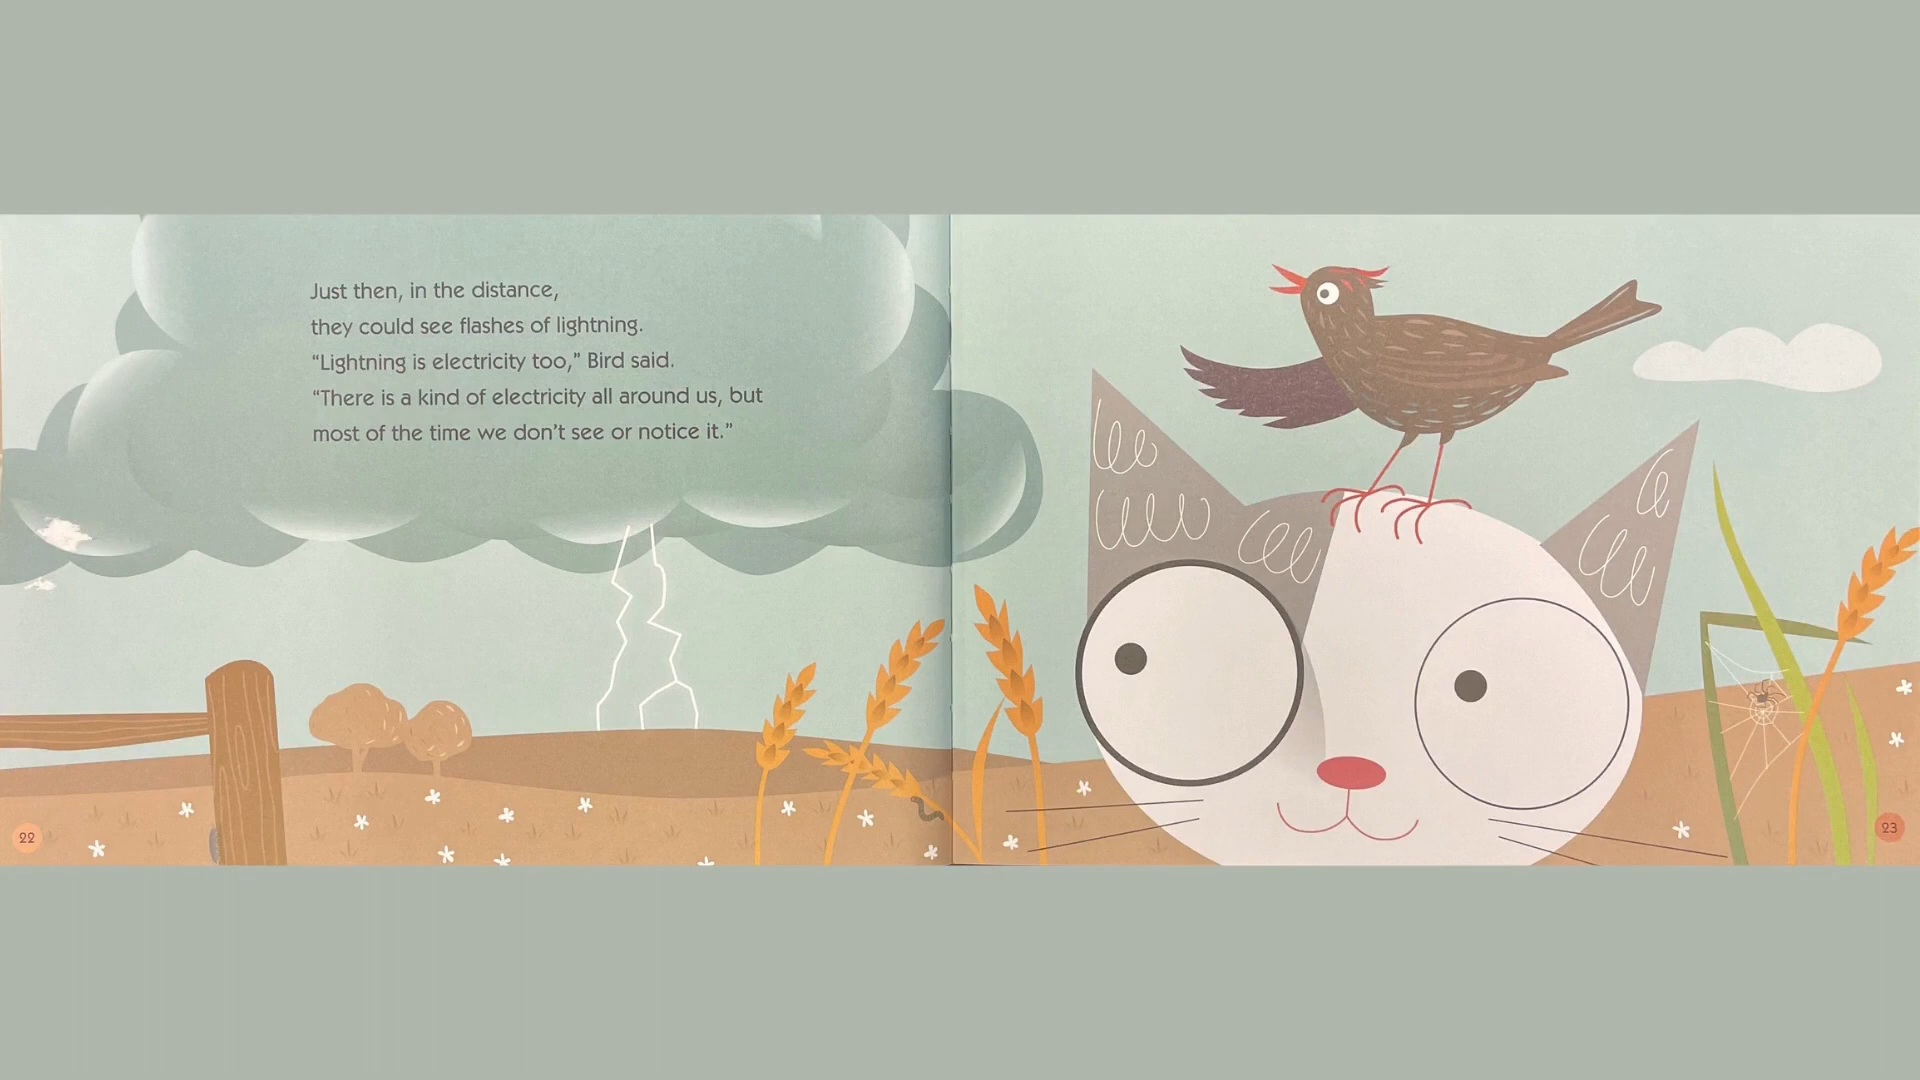 Just then, in the distance,
they could see flashes of lightning.
“Lightning is electricity too,” Bird said.
“There is a kind of electricity all around us, but
most of the time we don’t see or notice it.”
22
23